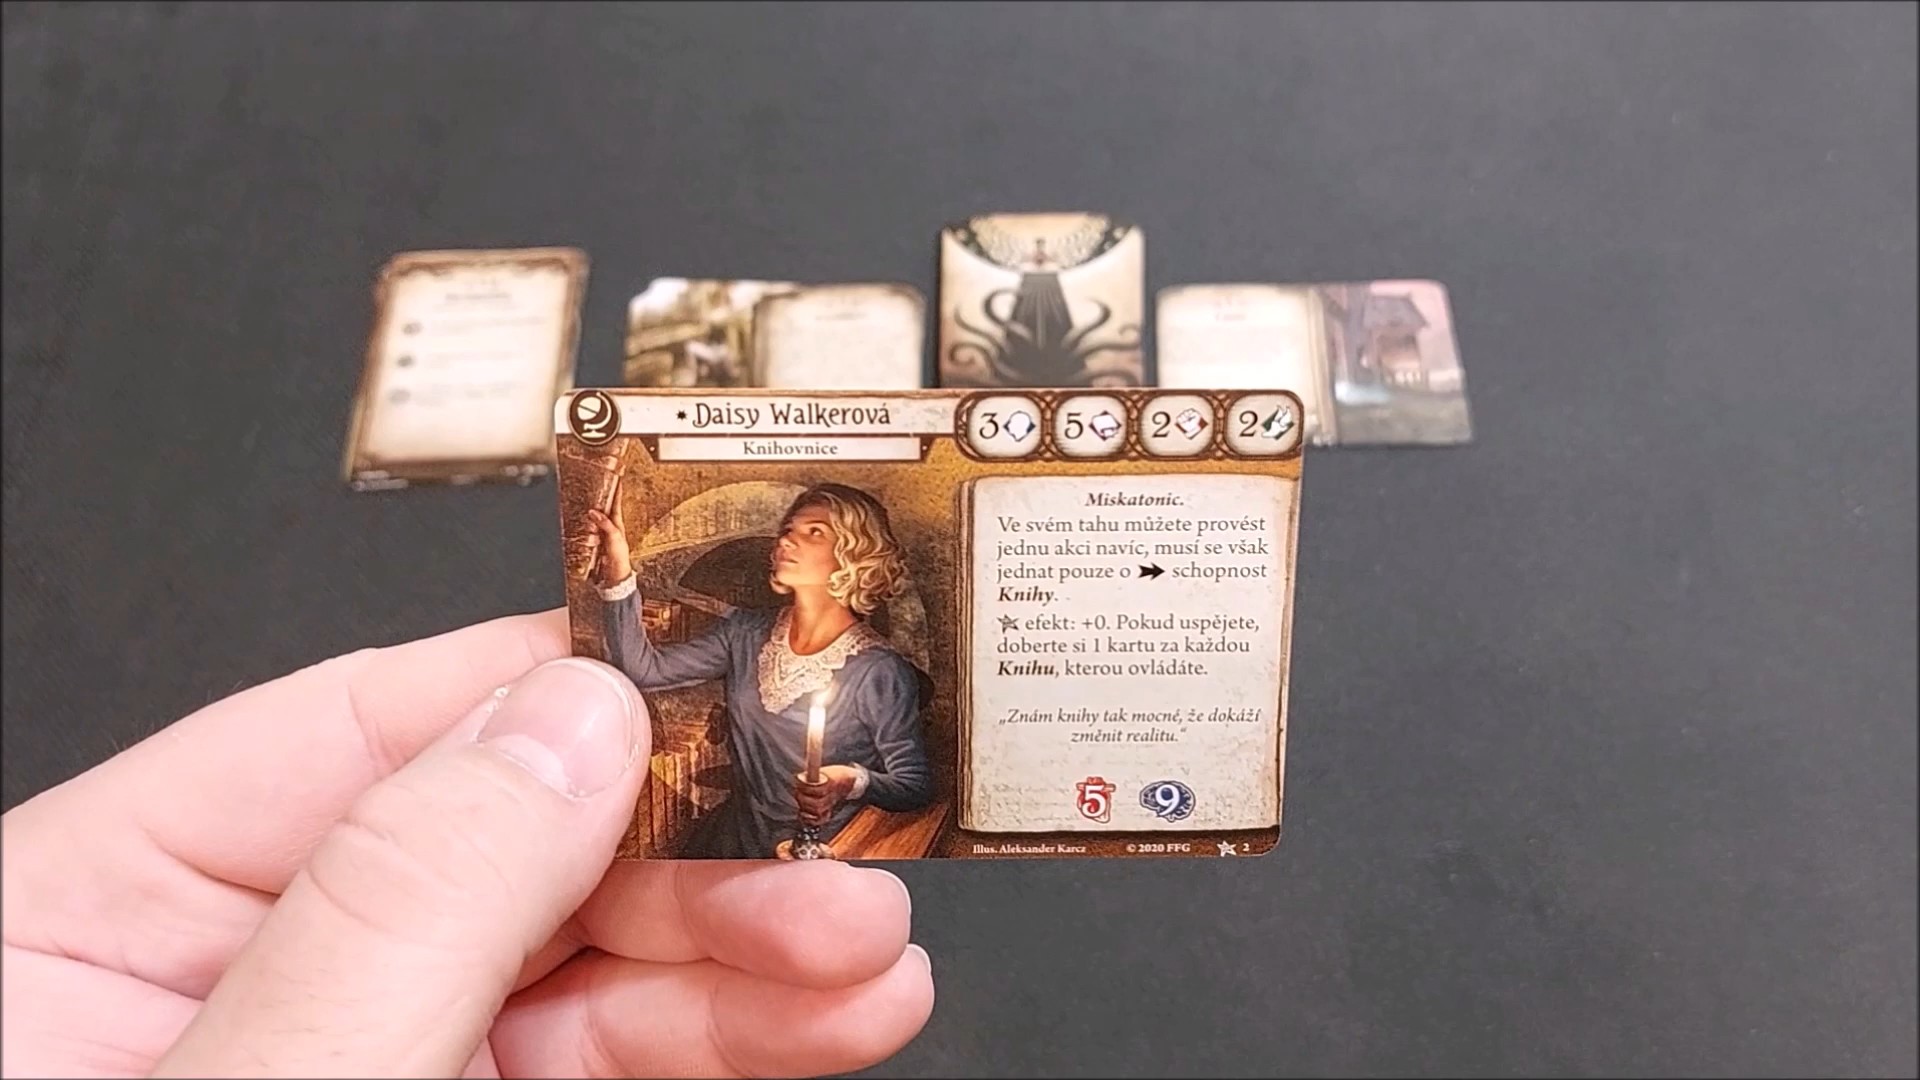 Daisy Walkerová
Knihovnice
3 5 2 2
Miskatonic.
Ve svém tahu můžete provést
jednu akci navíc, musí se však
jednat pouze o schopnost
Knihy.
efekt: +0. Pokud uspějete,
doberte si 1 kartu za každou
Knihu, kterou ovládáte.
„Znám knihy tak mocné, že dokáží
změnit realitu.“
5 9
Illus. Aleksander Karcz © 2020 FFG 2